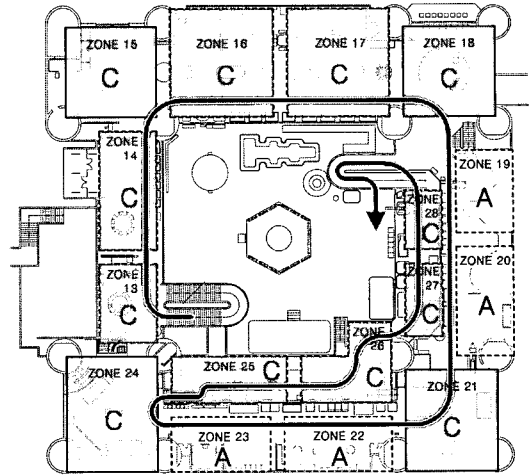 ZONE 15
C
ZONE 16
C
ZONE 17
C
ZONE 18
C
ZONE
14
C
ZONE 19
A
ZONE
28
C
ZONE 20
A
ZONE
27
C
ZONE
13
C
ZONE
26
C
ZONE 25
C
ZONE 24
C
ZONE 21
C
ZONE 23
A
ZONE 22
A